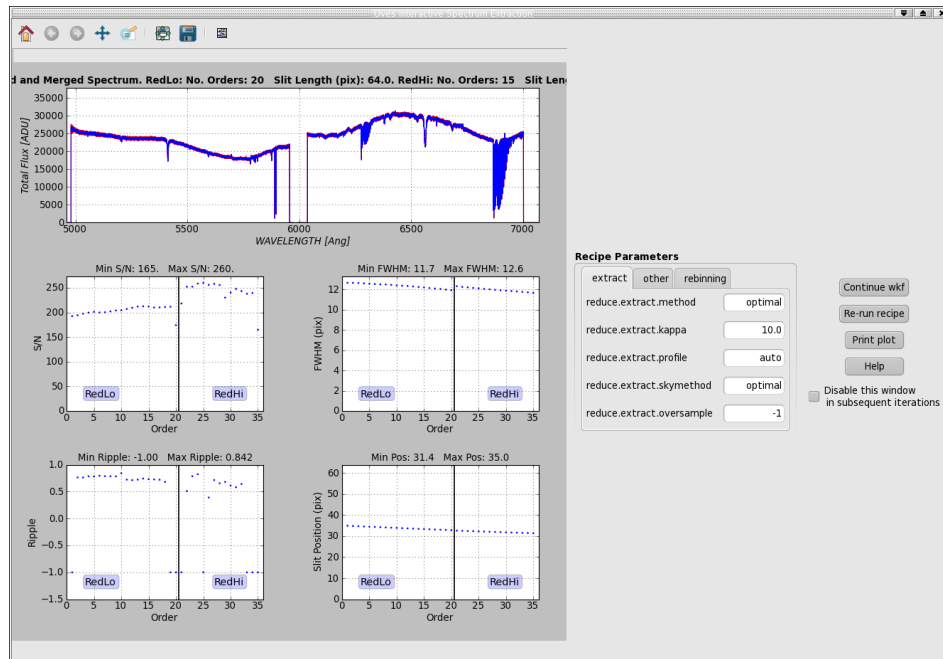 Uves Interactive Spectrum Extraction
d and Merged Spectrum. RedLo: No. Orders: 20   Slit Length (pix): 64.0. RedHi: No. Orders: 15   Slit Len
35000
30000
25000
20000
15000
10000
5000
0
Total Flux [ADU]
5000 5500 6000 6500 7000
WAVELENGTH [Ang]
Min S/N: 165.   Max S/N: 260.
250
200
150
100
50
0
S/N
RedLo RedHi
0 5 10 15 20 25 30 35
Order
Min FWHM: 11.7   Max FWHM: 12.6
12
10
8
6
4
2
0
FWHM (pix)
RedLo RedHi
0 5 10 15 20 25 30 35
Order
Min Ripple: -1.00   Max Ripple: 0.842
1.0
0.5
0.0
-0.5
-1.0
-1.5
Ripple
RedLo RedHi
0 5 10 15 20 25 30 35
Order
Min Pos: 31.4   Max Pos: 35.0
60
50
40
30
20
10
0
Slit Position (pix)
RedLo RedHi
0 5 10 15 20 25 30 35
Order
Recipe Parameters
extract other rebinning
reduce.extract.method optimal
reduce.extract.kappa 10.0
reduce.extract.profile auto
reduce.extract.skymethod optimal
reduce.extract.oversample -1
Continue wkf
Re-run recipe
Print plot
Help
Disable this window
in subsequent iterations